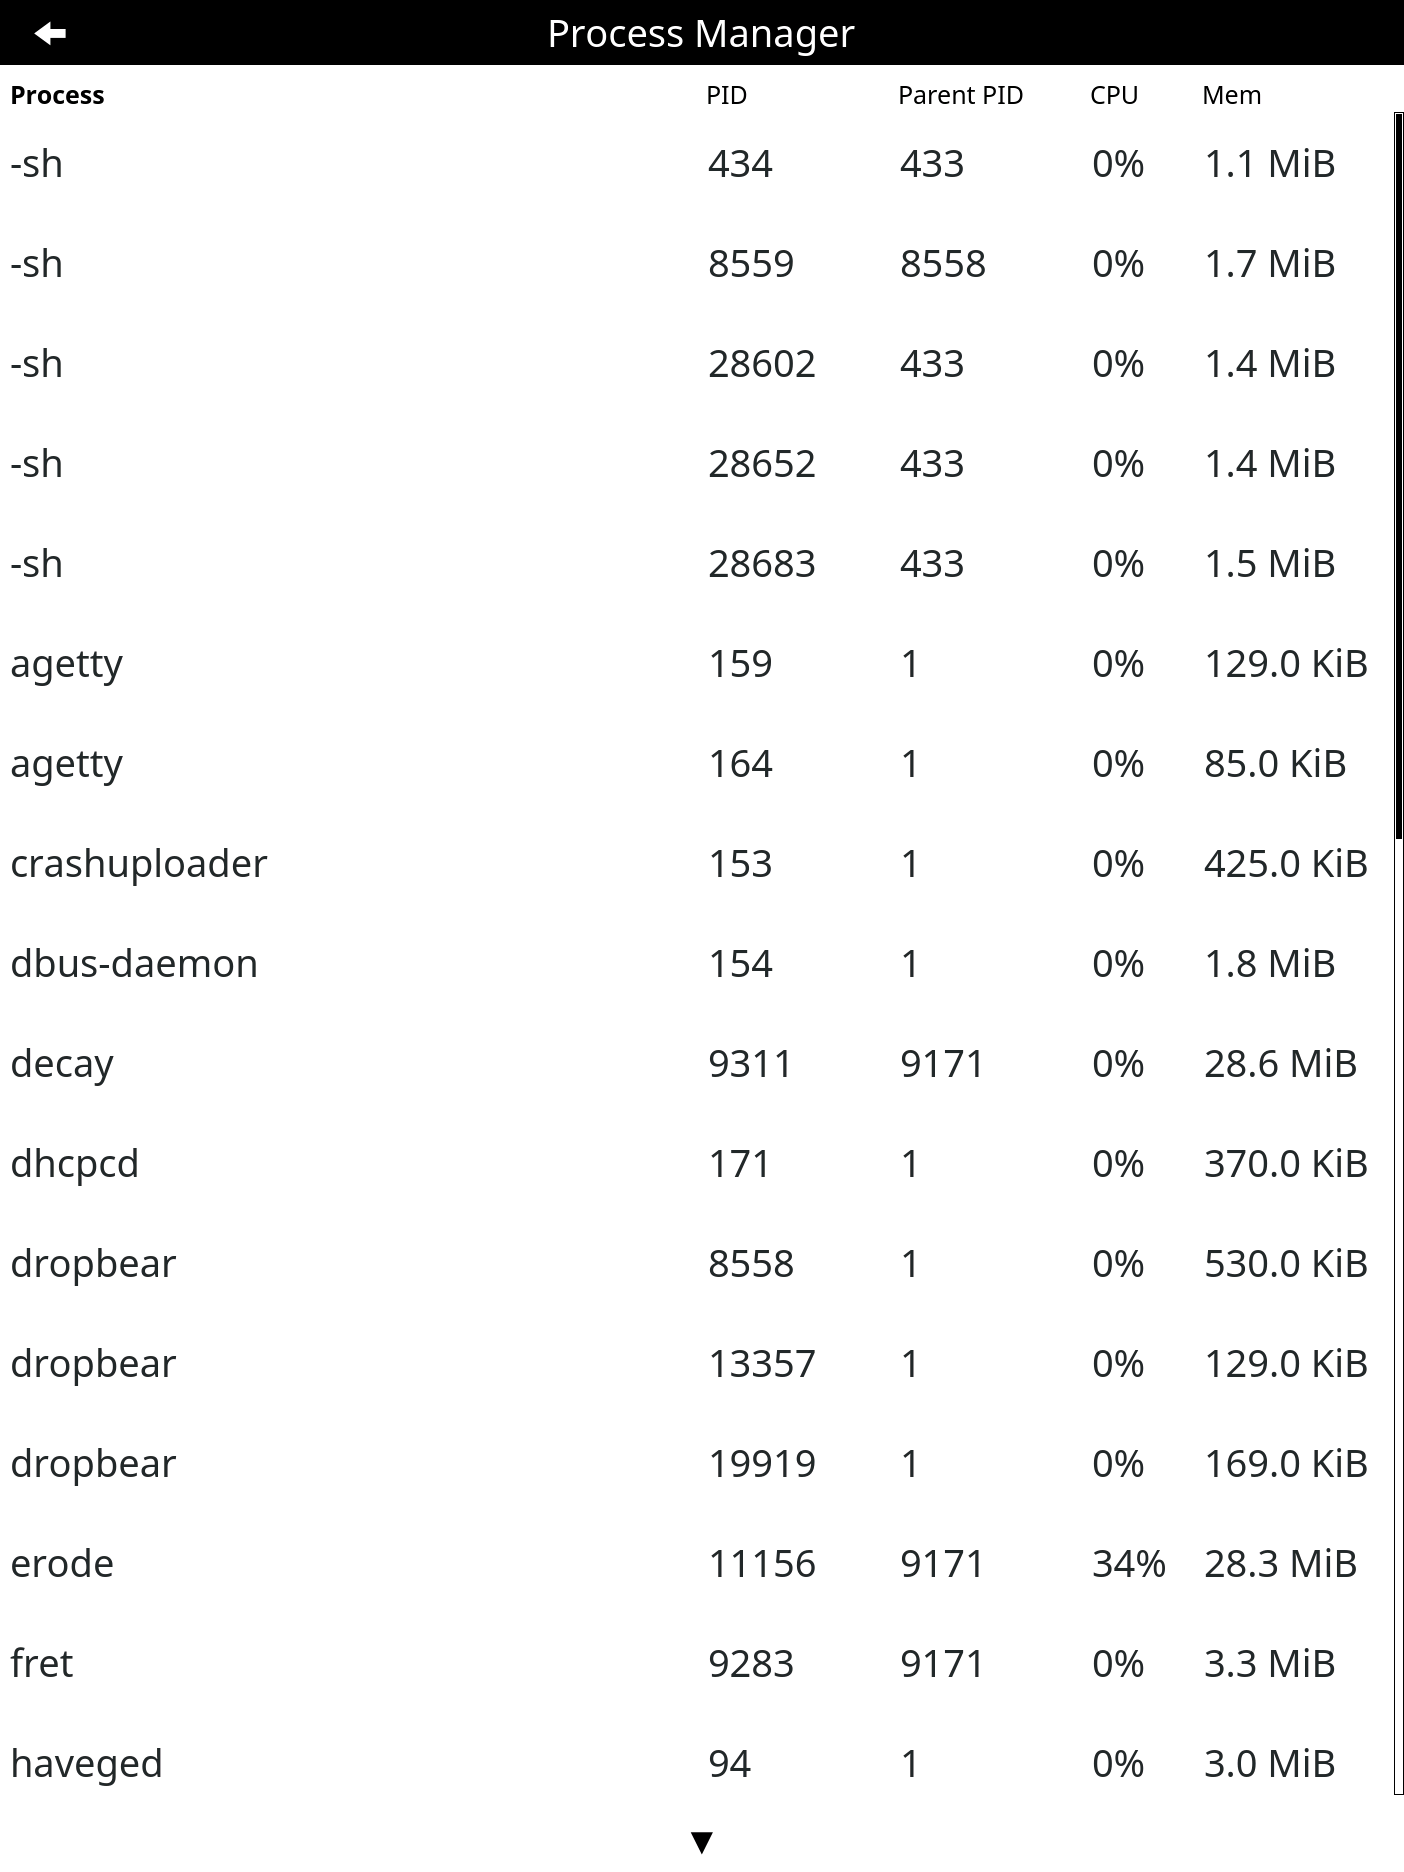 Process Manager
Process PID Parent PID CPU Mem
-sh 434 433 0% 1.1 MiB
-sh 8559 8558 0% 1.7 MiB
-sh 28602 433 0% 1.4 MiB
-sh 28652 433 0% 1.4 MiB
-sh 28683 433 0% 1.5 MiB
agetty 159 1 0% 129.0 KiB
agetty 164 1 0% 85.0 KiB
crashuploader 153 1 0% 425.0 KiB
dbus-daemon 154 1 0% 1.8 MiB
decay 9311 9171 0% 28.6 MiB
dhcpcd 171 1 0% 370.0 KiB
dropbear 8558 1 0% 530.0 KiB
dropbear 13357 1 0% 129.0 KiB
dropbear 19919 1 0% 169.0 KiB
erode 11156 9171 34% 28.3 MiB
fret 9283 9171 0% 3.3 MiB
haveged 94 1 0% 3.0 MiB